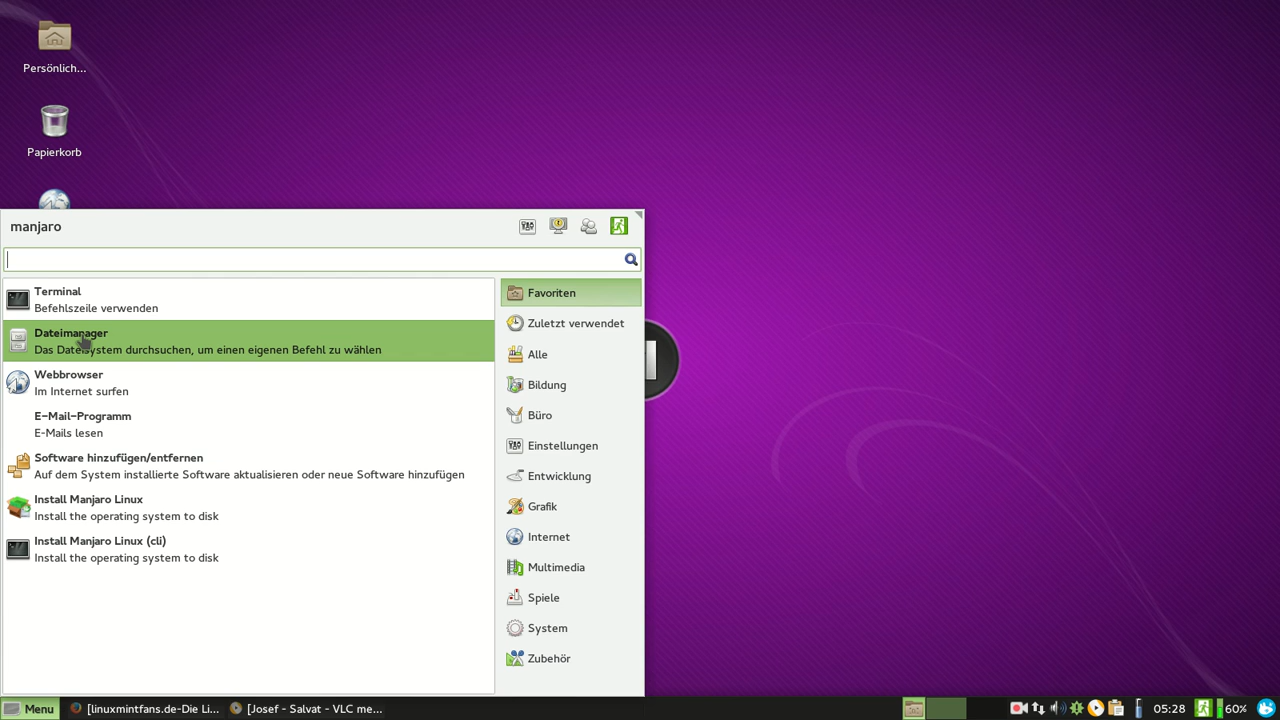 Persönlich...
Papierkorb
manjaro
Terminal
Befehlszeile verwenden
Dateimanager
Das Dateisystem durchsuchen, um einen eigenen Befehl zu wählen
Webbrowser
Im Internet surfen
E-Mail-Programm
E-Mails lesen
Software hinzufügen/entfernen
Auf dem System installierte Software aktualisieren oder neue Software hinzufügen
Install Manjaro Linux
Install the operating system to disk
Install Manjaro Linux (cli)
Install the operating system to disk
Favoriten
Zuletzt verwendet
Alle
Bildung
Büro
Einstellungen
Entwicklung
Grafik
Internet
Multimedia
Spiele
System
Zubehör
Menu
[linuxmintfans.de-Die Li...
[Josef - Salvat - VLC me...
05:28
60%